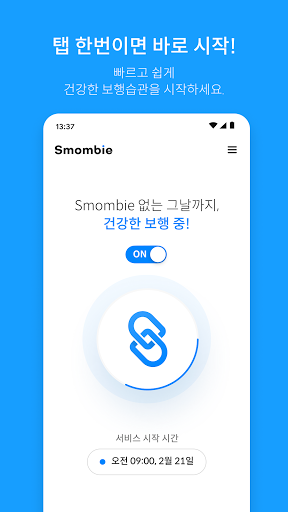 탭 한번이면 바로 시작!
빠르고 쉽게
건강한 보행습관을 시작하세요.
13:37
Smombie
Smombie 없는 그날까지,
건강한 보행 중!
ON
서비스 시작 시간
오전 09:00, 2월 21일